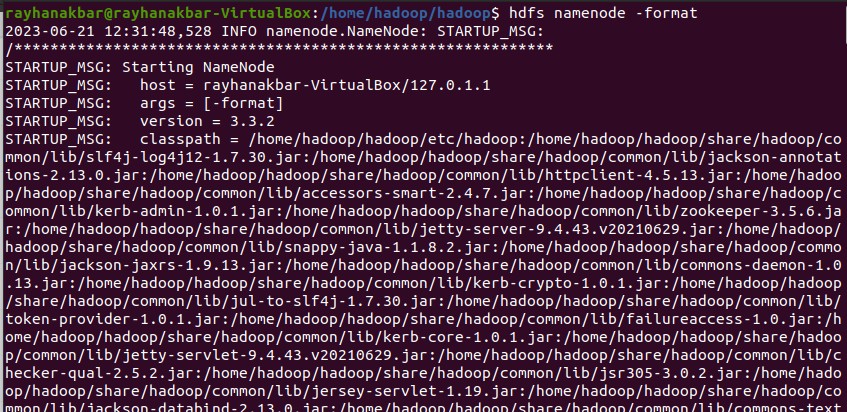 rayhanakbar@rayhanakbar-VirtualBox:/home/hadoop/hadoop$ hdfs namenode -format
2023-06-21 12:31:48,528 INFO namenode.NameNode: STARTUP_MSG:
/************************************************************
STARTUP_MSG: Starting NameNode
STARTUP_MSG:   host = rayhanakbar-VirtualBox/127.0.1.1
STARTUP_MSG:   args = [-format]
STARTUP_MSG:   version = 3.3.2
STARTUP_MSG:   classpath = /home/hadoop/hadoop/etc/hadoop:/home/hadoop/hadoop/share/hadoop/co
mmon/lib/slf4j-log4j12-1.7.30.jar:/home/hadoop/hadoop/share/hadoop/common/lib/jackson-annotat
ions-2.13.0.jar:/home/hadoop/hadoop/share/hadoop/common/lib/httpclient-4.5.13.jar:/home/hadoo
p/hadoop/share/hadoop/common/lib/accessors-smart-2.4.7.jar:/home/hadoop/hadoop/share/hadoop/c
ommon/lib/kerb-admin-1.0.1.jar:/home/hadoop/hadoop/share/hadoop/common/lib/zookeeper-3.5.6.ja
r:/home/hadoop/hadoop/share/hadoop/common/lib/jetty-server-9.4.43.v20210629.jar:/home/hadoop/
hadoop/share/hadoop/common/lib/snappy-java-1.1.8.2.jar:/home/hadoop/hadoop/share/hadoop/commo
n/lib/jackson-jaxrs-1.9.13.jar:/home/hadoop/hadoop/share/hadoop/common/lib/commons-daemon-1.0
.13.jar:/home/hadoop/hadoop/share/hadoop/common/lib/kerb-crypto-1.0.1.jar:/home/hadoop/hadoop
/share/hadoop/common/lib/jul-to-slf4j-1.7.30.jar:/home/hadoop/hadoop/share/hadoop/common/lib/
token-provider-1.0.1.jar:/home/hadoop/hadoop/share/hadoop/common/lib/failureaccess-1.0.jar:/h
ome/hadoop/hadoop/share/hadoop/common/lib/kerb-core-1.0.1.jar:/home/hadoop/hadoop/share/hadoo
p/common/lib/jetty-servlet-9.4.43.v20210629.jar:/home/hadoop/hadoop/share/hadoop/common/lib/c
hecker-qual-2.5.2.jar:/home/hadoop/hadoop/share/hadoop/common/lib/jsr305-3.0.2.jar:/home/hado
op/hadoop/share/hadoop/common/lib/jersey-servlet-1.19.jar:/home/hadoop/hadoop/share/hadoop/co
mmon/lib/jackson-databind-2.13.0.jar:/home/hadoop/hadoop/share/hadoop/common/lib/commons-text